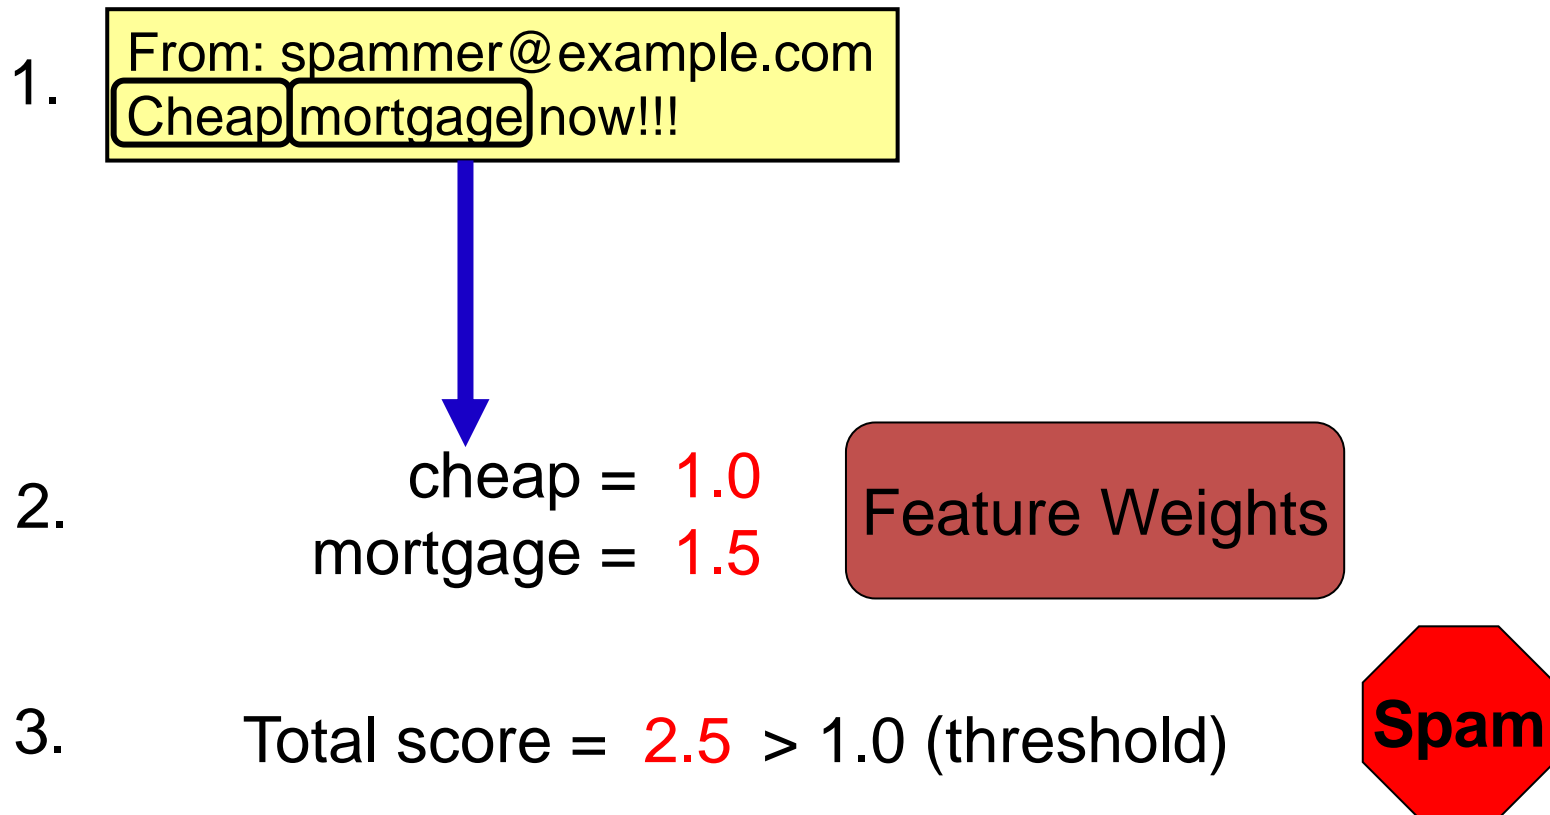 1.
From: spammer@example.com
Cheap mortgage now!!!
2.
cheap = 1.0
mortgage = 1.5
Feature Weights
3.
Total score = 2.5 > 1.0 (threshold)
Spam